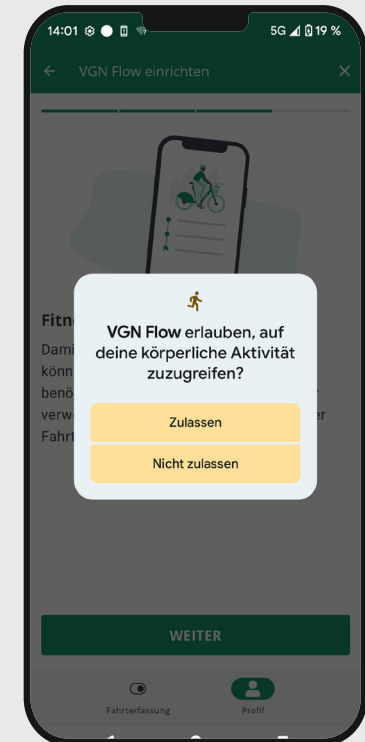 14:01 5G 19 %
VGN Flow einrichten
VGN Flow erlauben, auf
deine körperliche Aktivität
zuzugreifen?
Zulassen
Nicht zulassen
WEITER
Fahrterfassung Profil